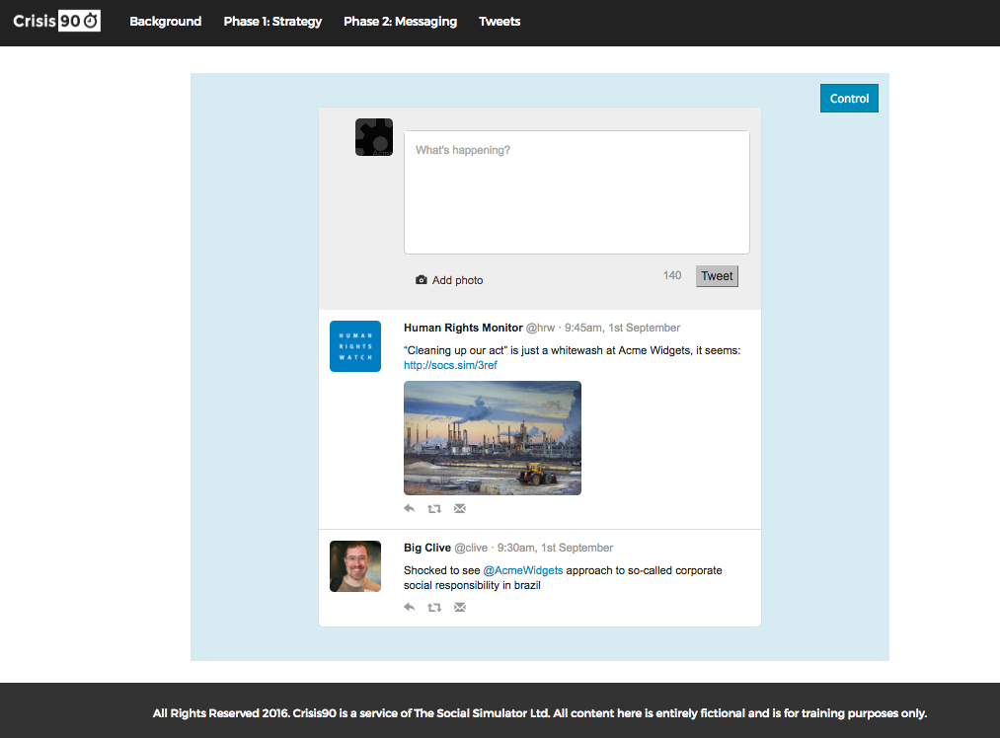 Crisis 90
Background
Phase 1: Strategy
Phase 2: Messaging
Tweets
Control
What's happening?
Add photo
140
Tweet
Human Rights Monitor @hrw · 9:45am, 1st September
HUMAN
RIGHTS
WATCH
“Cleaning up our act” is just a whitewash at Acme Widgets, it seems:
http://socs.sim/3ref
Big Clive @clive · 9:30am, 1st September
Shocked to see @AcmeWidgets approach to so-called corporate
social responsibility in brazil
All Rights Reserved 2016. Crisis90 is a service of The Social Simulator Ltd. All content here is entirely fictional and is for training purposes only.